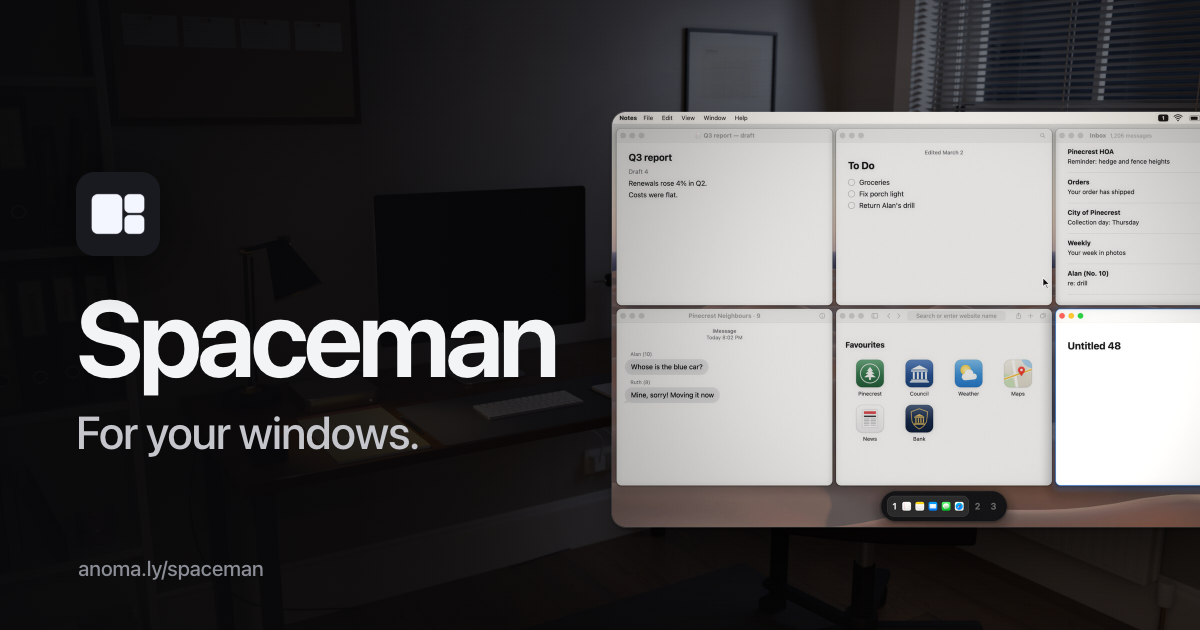 Spaceman
For your windows.
anoma.ly/spaceman
Notes File Edit View Window Help
1
Q3 report — draft
Q3 report
Draft 4
Renewals rose 4% in Q2.
Costs were flat.
Edited March 2
To Do
Groceries
Fix porch light
Return Alan's drill
Inbox 1,206 messages
Pinecrest HOA
Reminder: hedge and fence heights
Orders
Your order has shipped
City of Pinecrest
Collection day: Thursday
Weekly
Your week in photos
Alan (No. 10)
re: drill
Pinecrest Neighbours · 9
iMessage
Today 8:02 PM
Alan (10)
Whose is the blue car?
Ruth (8)
Mine, sorry! Moving it now
Search or enter website name
Favourites
Pinecrest Council Weather Maps
News Bank
Untitled 48
1 2 3